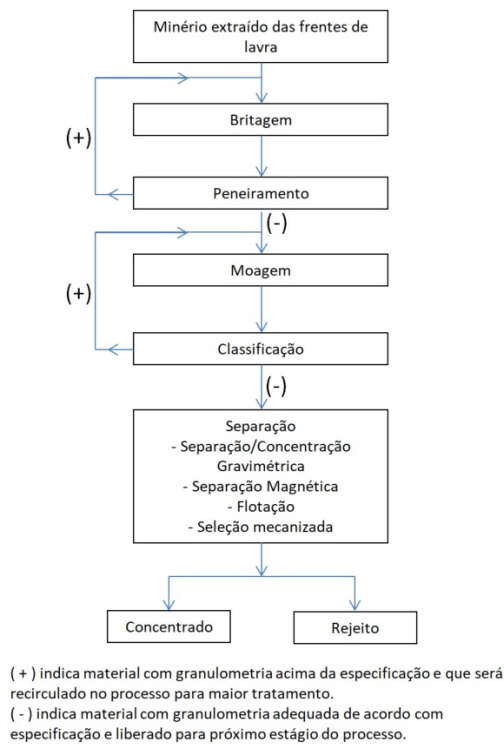 Minério extraído das frentes de
lavra
Britagem
(+)
Peneiramento
(-)
Moagem
(+)
Classificação
(-)
Separação
- Separação/Concentração
Gravimétrica
- Separação Magnética
- Flotação
- Seleção mecanizada
Concentrado
Rejeito
( + ) indica material com granulometria acima da especificação e que será
recirculado no processo para maior tratamento.
( - ) indica material com granulometria adequada de acordo com
especificação e liberado para próximo estágio do processo.